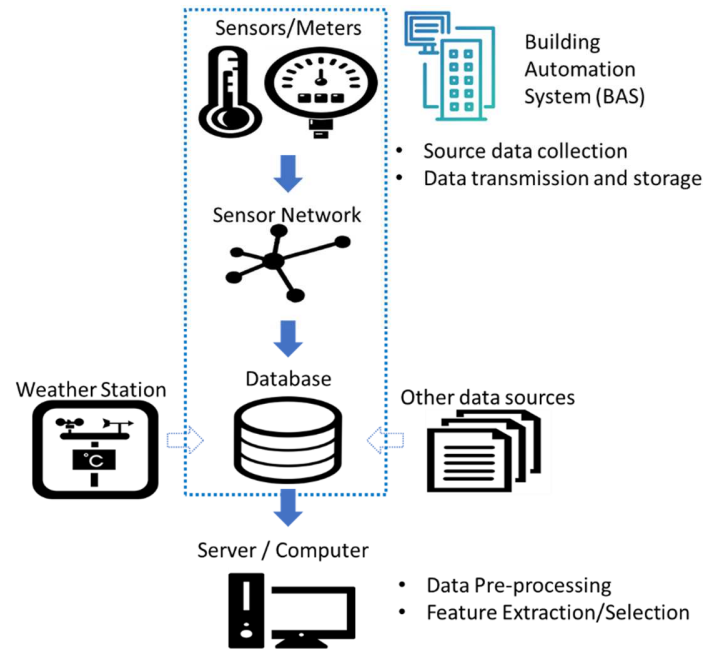 Sensors/Meters
Building
Automation
System (BAS)
• Source data collection
• Data transmission and storage
Sensor Network
Weather Station
Database
Other data sources
°C
Server / Computer
• Data Pre-processing
• Feature Extraction/Selection